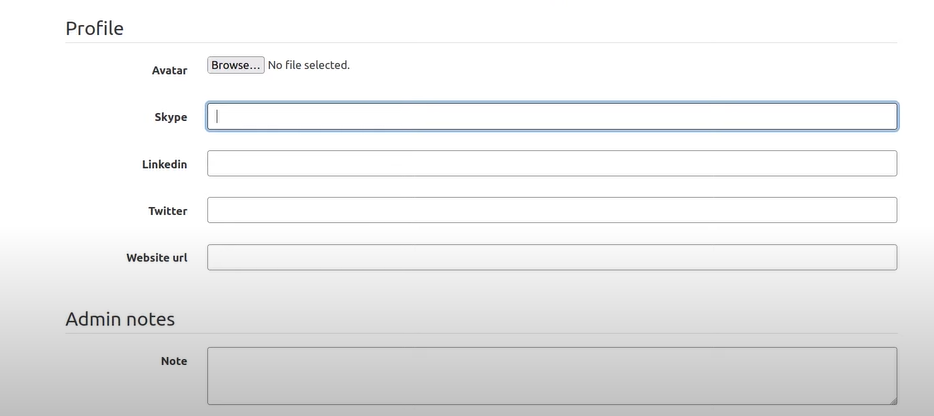 Profile
Avatar
Browse... No file selected.
Skype
Linkedin
Twitter
Website url
Admin notes
Note